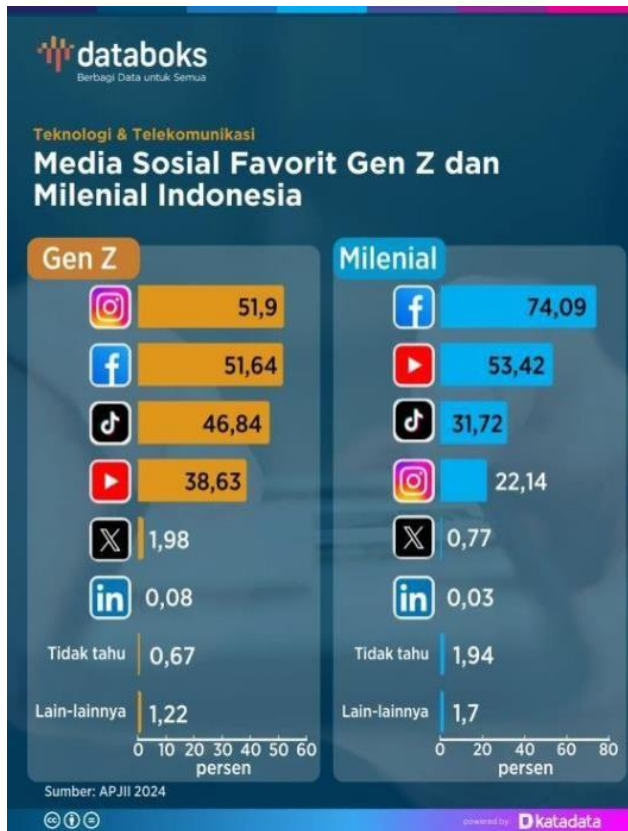 databoks
Berbagi Data untuk Semua
Teknologi & Telekomunikasi
Media Sosial Favorit Gen Z dan
Milenial Indonesia
Gen Z
51,9
51,64
46,84
38,63
1,98
in 0,08
Tidak tahu 0,67
Lain-lainnya 1,22
0 10 20 30 40 50 60
persen
Milenial
74,09
53,42
31,72
22,14
0,77
in 0,03
Tidak tahu 1,94
Lain-lainnya 1,7
0 20 40 60 80
persen
Sumber: APJII 2024
powered by: Dkatadata